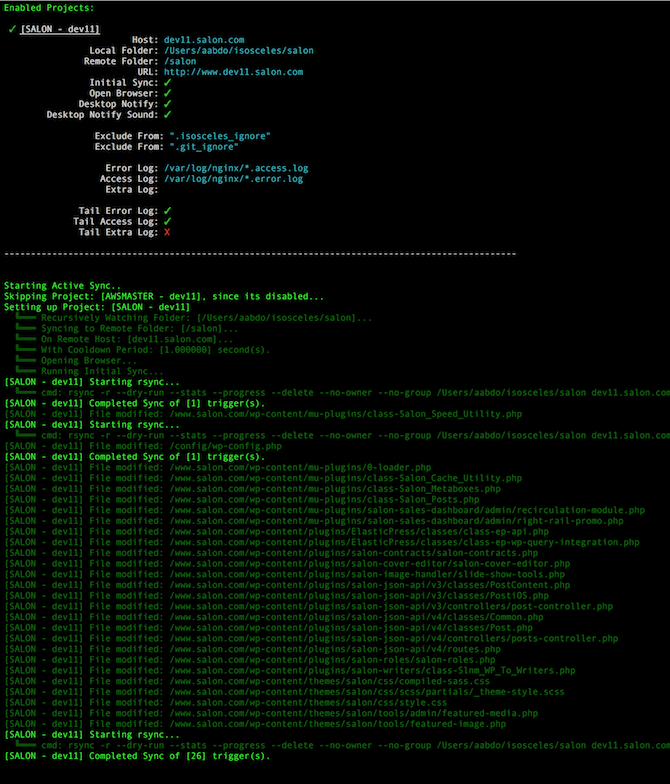 Enabled Projects:
✓ [SALON - dev11]
Host: dev11.salon.com
Local Folder: /Users/aabdo/isosceles/salon
Remote Folder: /salon
URL: http://www.dev11.salon.com
Initial Sync: ✓
Open Browser: ✓
Desktop Notify: ✓
Desktop Notify Sound: ✓
Exclude From: ".isosceles_ignore"
Exclude From: ".git_ignore"
Error Log: /var/log/nginx/*.access.log
Access Log: /var/log/nginx/*.error.log
Extra Log:
Tail Error Log: ✓
Tail Access Log: ✓
Tail Extra Log: X
------------------------------------------------------------------------------------------------
Starting Active Sync..
Skipping Project: [AWSMASTER - dev11], since its disabled...
Setting up Project: [SALON - dev11]
╚═══ Recursively Watching Folder: [/Users/aabdo/isosceles/salon]...
╚═══ Syncing to Remote Folder: [/salon]...
╚═══ On Remote Host: [dev11.salon.com]...
╚═══ With Cooldown Period: [1.000000] second(s).
╚═══ Opening Browser...
╚═══ Running Initial Sync...
[SALON - dev11] Starting rsync...
╚═══ cmd: rsync -r --dry-run --stats --progress --delete --no-owner --no-group /Users/aabdo/isosceles/salon dev11.salon.com
[SALON - dev11] Completed Sync of [1] trigger(s).
[SALON - dev11] File modified: /www.salon.com/wp-content/mu-plugins/class-Salon_Speed_Utility.php
[SALON - dev11] Starting rsync...
╚═══ cmd: rsync -r --dry-run --stats --progress --delete --no-owner --no-group /Users/aabdo/isosceles/salon dev11.salon.com
[SALON - dev11] File modified: /config/wp-config.php
[SALON - dev11] Completed Sync of [1] trigger(s).
[SALON - dev11] File modified: /www.salon.com/wp-content/mu-plugins/0-loader.php
[SALON - dev11] File modified: /www.salon.com/wp-content/mu-plugins/class-Salon_Cache_Utility.php
[SALON - dev11] File modified: /www.salon.com/wp-content/mu-plugins/class-Salon_Metaboxes.php
[SALON - dev11] File modified: /www.salon.com/wp-content/mu-plugins/class-Salon_Posts.php
[SALON - dev11] File modified: /www.salon.com/wp-content/mu-plugins/salon-sales-dashboard/admin/recirculation-module.php
[SALON - dev11] File modified: /www.salon.com/wp-content/mu-plugins/salon-sales-dashboard/admin/right-rail-promo.php
[SALON - dev11] File modified: /www.salon.com/wp-content/plugins/ElasticPress/classes/class-ep-api.php
[SALON - dev11] File modified: /www.salon.com/wp-content/plugins/ElasticPress/classes/class-ep-wp-query-integration.php
[SALON - dev11] File modified: /www.salon.com/wp-content/plugins/salon-contracts/salon-contracts.php
[SALON - dev11] File modified: /www.salon.com/wp-content/plugins/salon-cover-editor/salon-cover-editor.php
[SALON - dev11] File modified: /www.salon.com/wp-content/plugins/salon-image-handler/slide-show-tools.php
[SALON - dev11] File modified: /www.salon.com/wp-content/plugins/salon-json-api/v3/classes/PostContent.php
[SALON - dev11] File modified: /www.salon.com/wp-content/plugins/salon-json-api/v3/classes/PostiOS.php
[SALON - dev11] File modified: /www.salon.com/wp-content/plugins/salon-json-api/v3/controllers/post-controller.php
[SALON - dev11] File modified: /www.salon.com/wp-content/plugins/salon-json-api/v4/classes/Common.php
[SALON - dev11] File modified: /www.salon.com/wp-content/plugins/salon-json-api/v4/classes/Post.php
[SALON - dev11] File modified: /www.salon.com/wp-content/plugins/salon-json-api/v4/controllers/posts-controller.php
[SALON - dev11] File modified: /www.salon.com/wp-content/plugins/salon-json-api/v4/routes.php
[SALON - dev11] File modified: /www.salon.com/wp-content/plugins/salon-roles/salon-roles.php
[SALON - dev11] File modified: /www.salon.com/wp-content/plugins/salon-writers/class-Slnm_WP_To_Writers.php
[SALON - dev11] File modified: /www.salon.com/wp-content/themes/salon/css/compiled-sass.css
[SALON - dev11] File modified: /www.salon.com/wp-content/themes/salon/css/scss/partials/_theme-style.scss
[SALON - dev11] File modified: /www.salon.com/wp-content/themes/salon/css/style.css
[SALON - dev11] File modified: /www.salon.com/wp-content/themes/salon/tools/admin/featured-media.php
[SALON - dev11] File modified: /www.salon.com/wp-content/themes/salon/tools/featured-image.php
[SALON - dev11] Starting rsync...
╚═══ cmd: rsync -r --dry-run --stats --progress --delete --no-owner --no-group /Users/aabdo/isosceles/salon dev11.salon.com
[SALON - dev11] Completed Sync of [26] trigger(s).